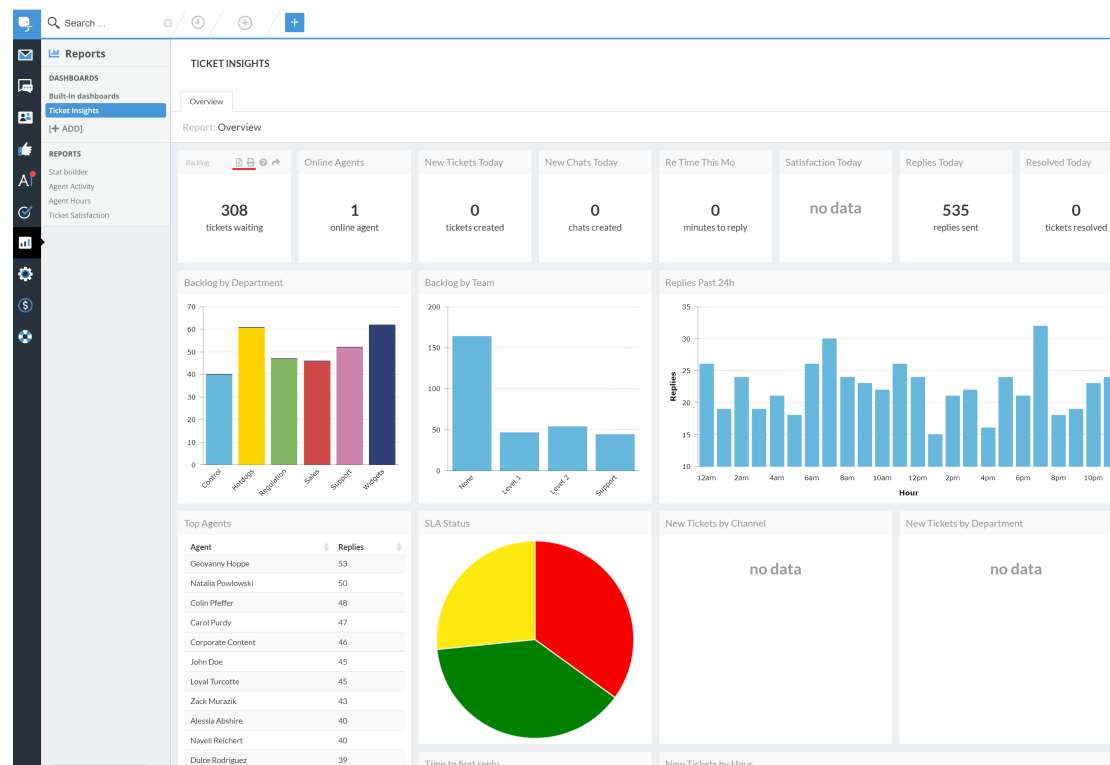 Search ...
+
Reports
DASHBOARDS
Built-in dashboards
Ticket Insights
[+ ADD]
REPORTS
Stat builder
Agent Activity
Agent Hours
Ticket Satisfaction
TICKET INSIGHTS
Overview
Report: Overview
Backlog
308
tickets waiting
Online Agents
1
online agent
New Tickets Today
0
tickets created
New Chats Today
0
chats created
Re Time This Mo
0
minutes to reply
Satisfaction Today
no data
Replies Today
535
replies sent
Resolved Today
0
tickets resolved
Backlog by Department
70
60
50
40
30
20
10
0
Control
Hotdogs
Regulation
Sales
Support
Widgets
Backlog by Team
200
150
100
50
0
None
Level 1
Level 2
Support
Replies Past 24h
Replies
35
30
25
20
15
10
12am 2am 4am 6am 8am 10am 12pm 2pm 4pm 6pm 8pm 10pm
Hour
Top Agents
Agent Replies
Geovanny Hoppe 53
Natalia Powlowski 50
Colin Pfeffer 48
Carol Purdy 47
Corporate Content 46
John Doe 45
Loyal Turcotte 45
Zack Murazik 43
Alessia Abshire 40
Nayeli Reichert 40
Dulce Rodriguez 39
SLA Status
New Tickets by Channel
no data
New Tickets by Department
no data
Time to first reply
New Tickets by Hour